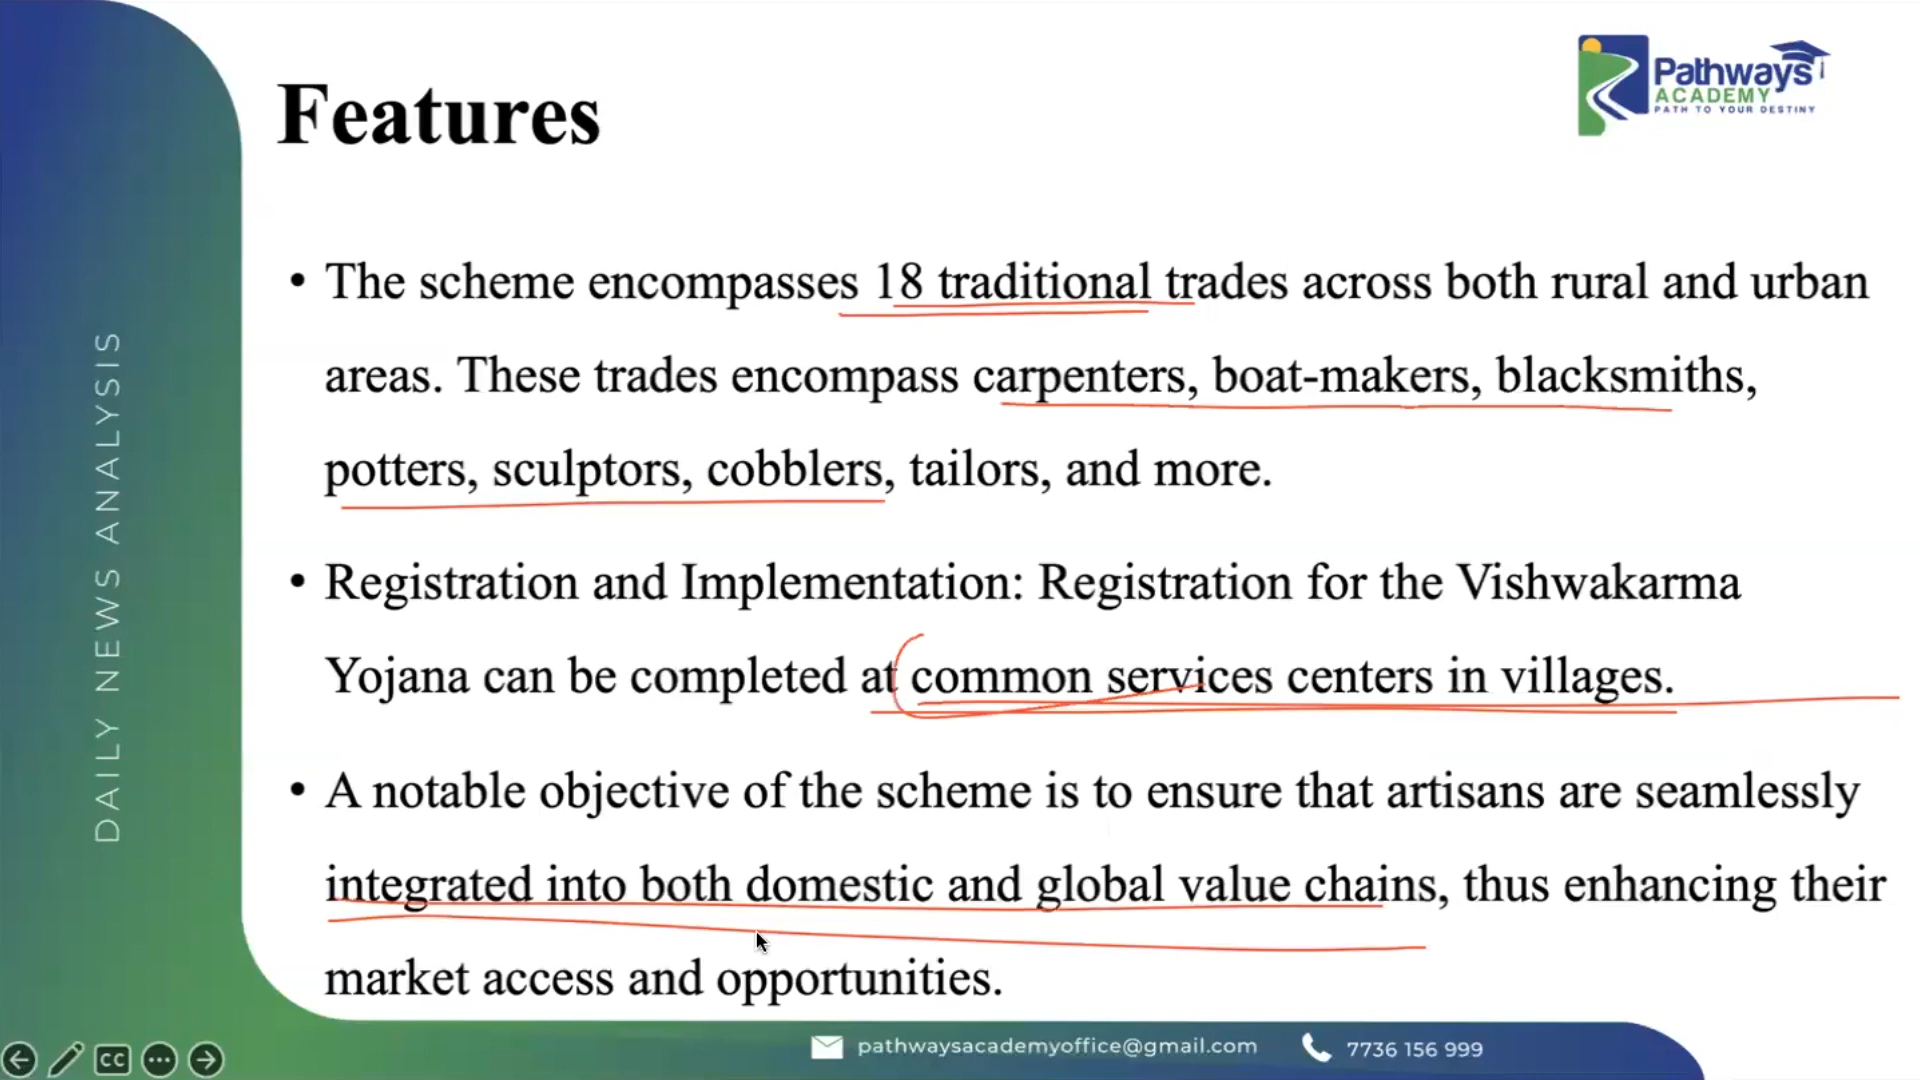 Pathways
ACADEMY
PATH TO YOUR DESTINY
Features
DAILY NEWS ANALYSIS
• The scheme encompasses 18 traditional trades across both rural and urban
areas. These trades encompass carpenters, boat-makers, blacksmiths,
potters, sculptors, cobblers, tailors, and more.
• Registration and Implementation: Registration for the Vishwakarma
Yojana can be completed at common services centers in villages.
• A notable objective of the scheme is to ensure that artisans are seamlessly
integrated into both domestic and global value chains, thus enhancing their
market access and opportunities.
CC
pathwaysacademyoffice@gmail.com
7736 156 999